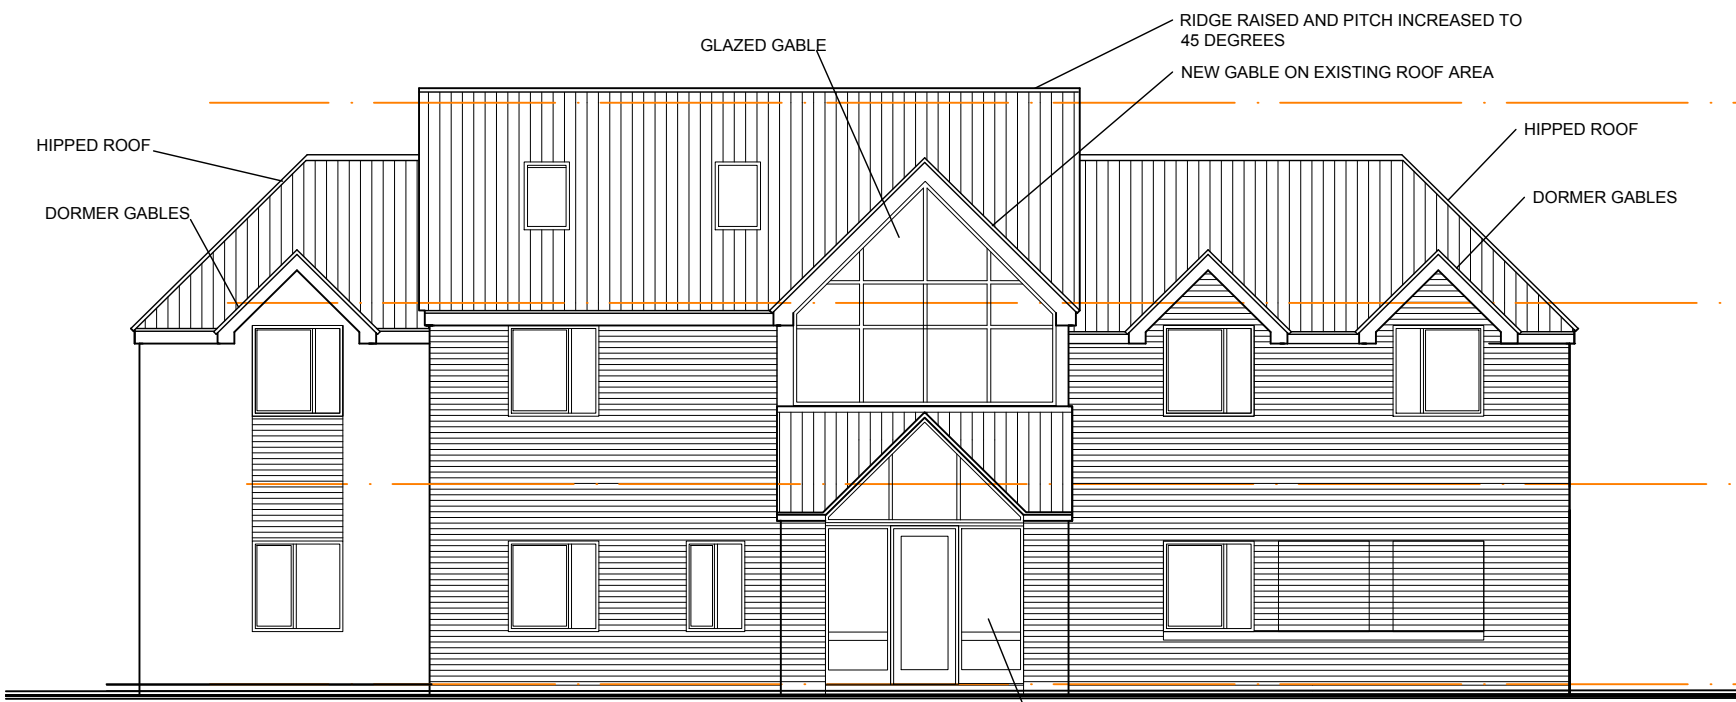 RIDGE RAISED AND PITCH INCREASED TO
45 DEGREES
GLAZED GABLE
NEW GABLE ON EXISTING ROOF AREA
HIPPED ROOF
HIPPED ROOF
DORMER GABLES
DORMER GABLES